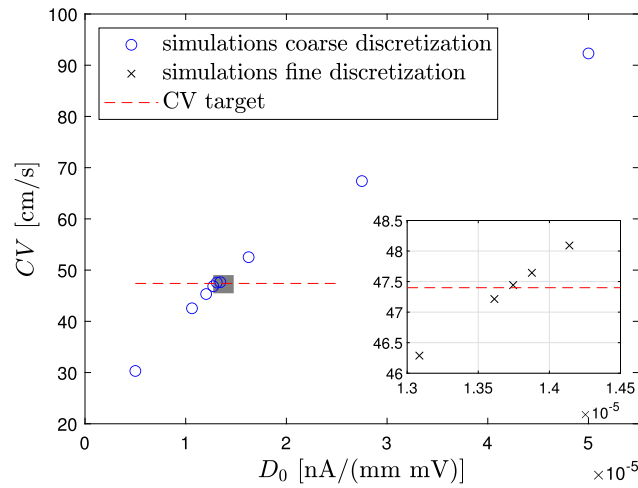 100
90
80
70
60
50
40
30
20
CV [cm/s]
simulations coarse discretization
simulations fine discretization
CV target
48.5
48
47.5
47
46.5
46
1.3 1.35 1.4 1.45
×10⁻⁵
0 1 2 3 4 5
D₀ [nA/(mm mV)]
×10⁻⁵